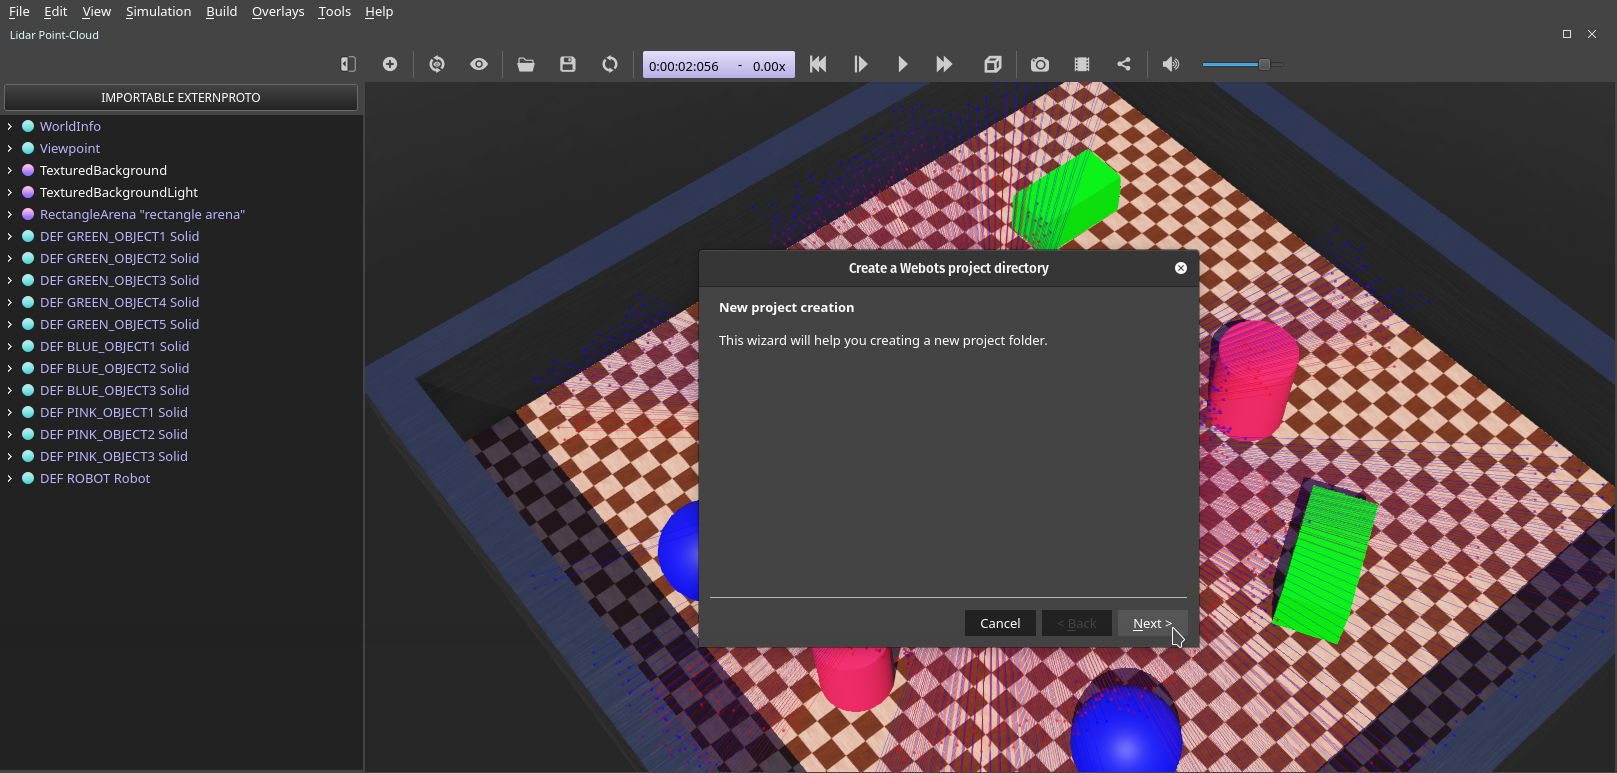 File Edit View Simulation Build Overlays Tools Help
Lidar Point-Cloud
0:00:02:056 - 0.00x
IMPORTABLE EXTERNPROTO
WorldInfo
Viewpoint
TexturedBackground
TexturedBackgroundLight
RectangleArena "rectangle arena"
DEF GREEN_OBJECT1 Solid
DEF GREEN_OBJECT2 Solid
DEF GREEN_OBJECT3 Solid
DEF GREEN_OBJECT4 Solid
DEF GREEN_OBJECT5 Solid
DEF BLUE_OBJECT1 Solid
DEF BLUE_OBJECT2 Solid
DEF BLUE_OBJECT3 Solid
DEF PINK_OBJECT1 Solid
DEF PINK_OBJECT2 Solid
DEF PINK_OBJECT3 Solid
DEF ROBOT Robot
Create a Webots project directory
New project creation
This wizard will help you creating a new project folder.
Cancel < Back Next >